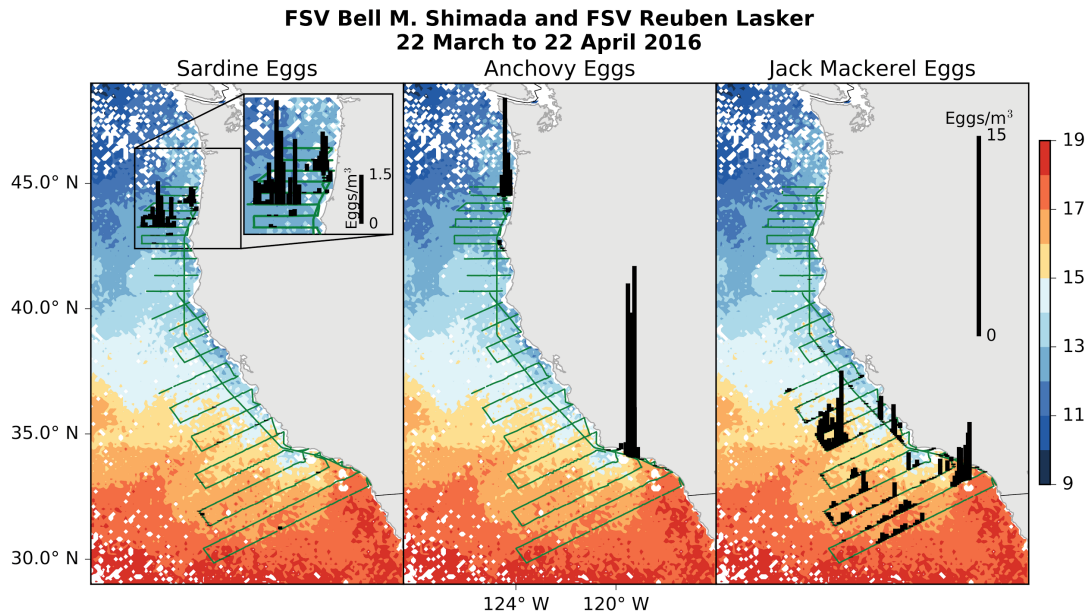 FSV Bell M. Shimada and FSV Reuben Lasker
22 March to 22 April 2016
Sardine Eggs
Anchovy Eggs
Jack Mackerel Eggs
Eggs/m³
1.5
0
Eggs/m³
15
0
45.0° N
40.0° N
35.0° N
30.0° N
124° W
120° W
19
17
15
13
11
9